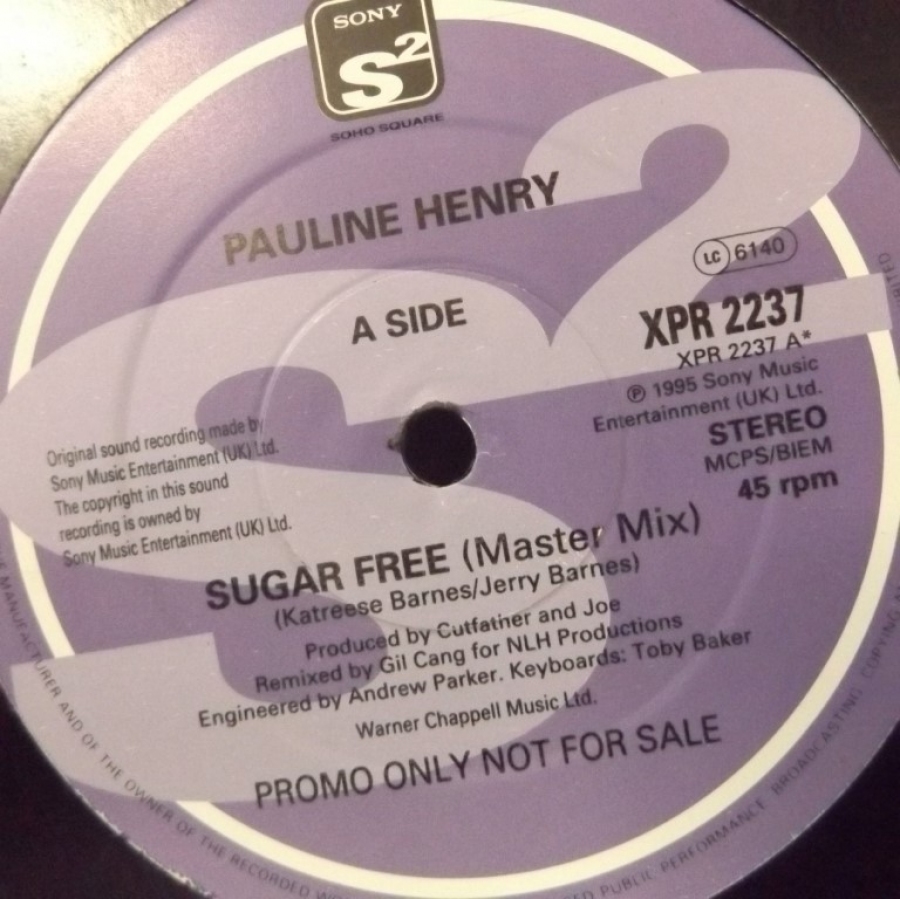 SONY
S2
SOHO SQUARE
PAULINE HENRY
A SIDE
LC 6140
XPR 2237
XPR 2237 A*
℗ 1995 Sony Music
Entertainment (UK) Ltd.
STEREO
MCPS/BIEM
45 rpm
Original sound recording made by
Sony Music Entertainment (UK) Ltd.
The copyright in this sound
recording is owned by
Sony Music Entertainment (UK) Ltd.
SUGAR FREE (Master Mix)
(Katreese Barnes/Jerry Barnes)
Produced by Cutfather and Joe
Remixed by Gil Cang for NLH Productions
Engineered by Andrew Parker. Keyboards: Toby Baker
Warner Chappell Music Ltd.
PROMO ONLY NOT FOR SALE
MANUFACTURER AND OF THE OWNER OF THE RECORDED
PUBLIC PERFORMANCE BROADCASTING COPYING